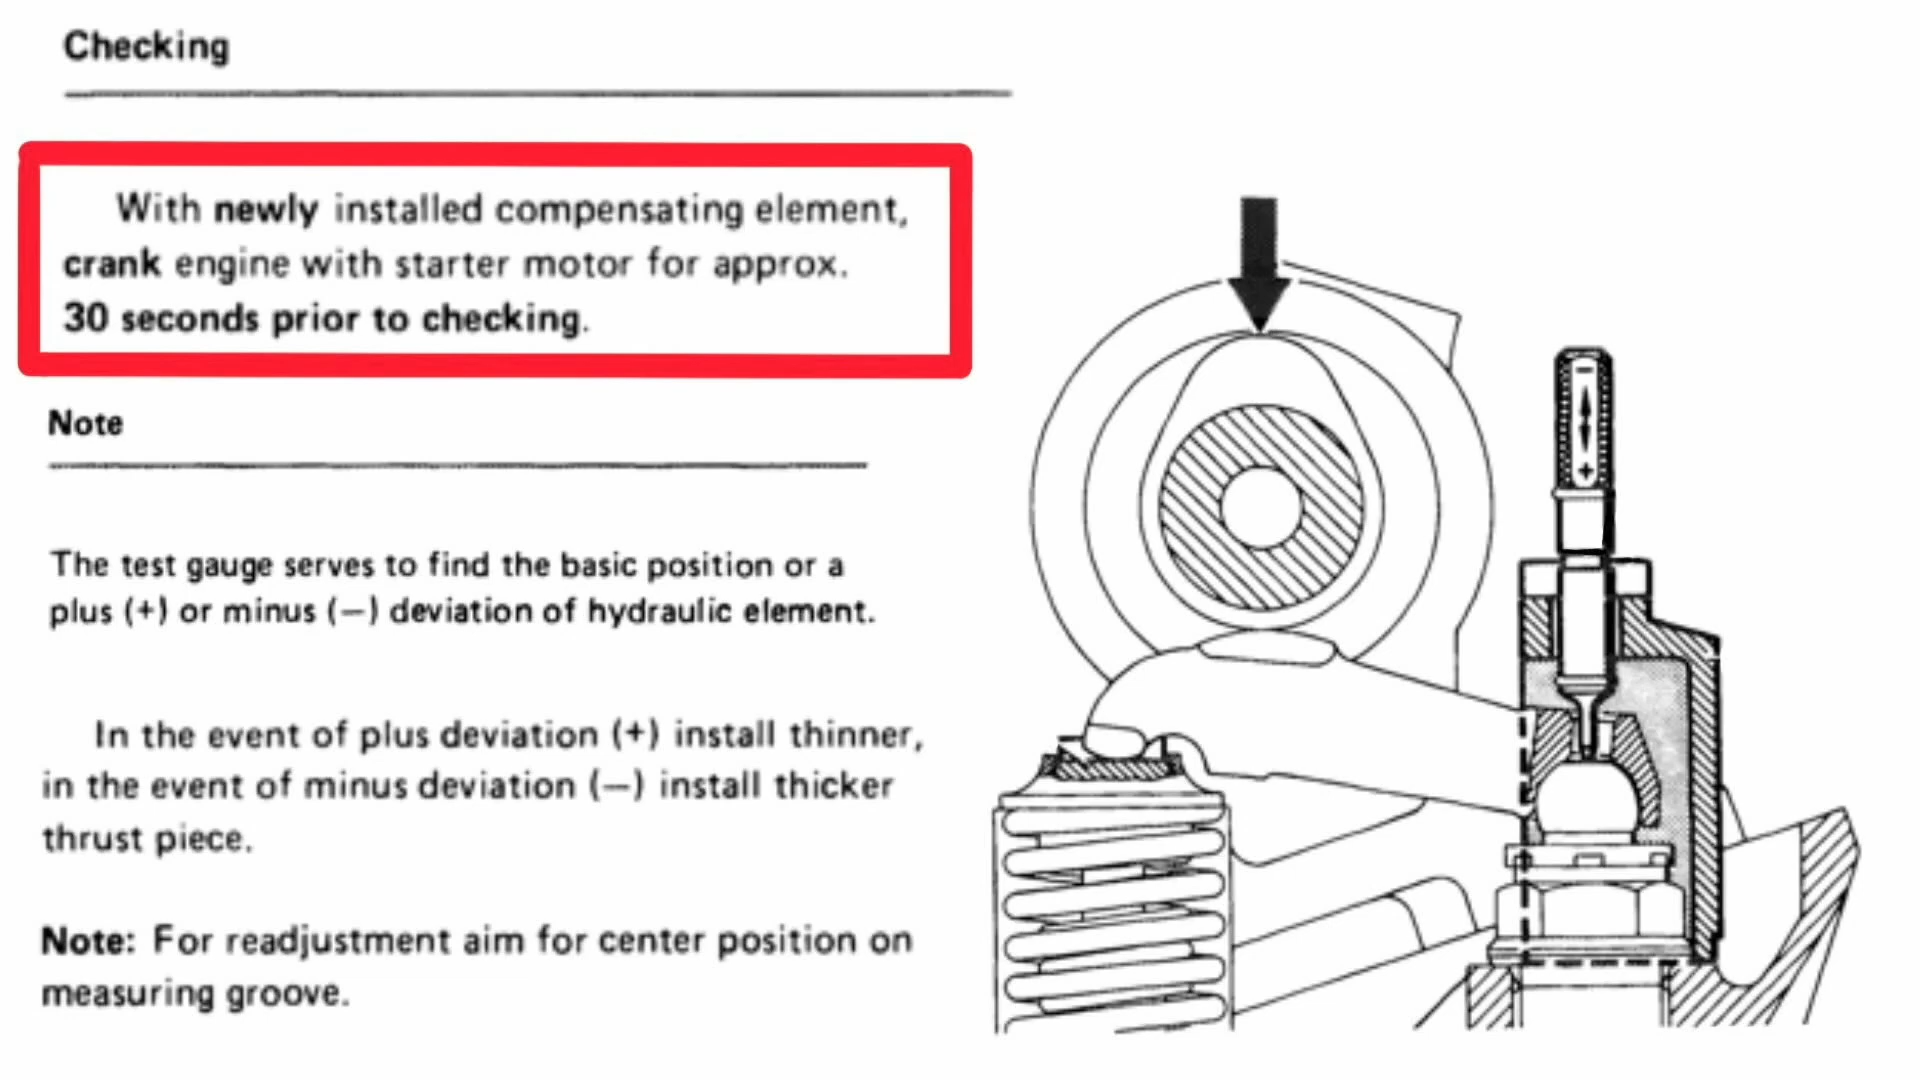 Checking
With newly installed compensating element,
crank engine with starter motor for approx.
30 seconds prior to checking.
Note
The test gauge serves to find the basic position or a
plus (+) or minus (—) deviation of hydraulic element.
In the event of plus deviation (+) install thinner,
in the event of minus deviation (—) install thicker
thrust piece.
Note: For readjustment aim for center position on
measuring groove.
−
+